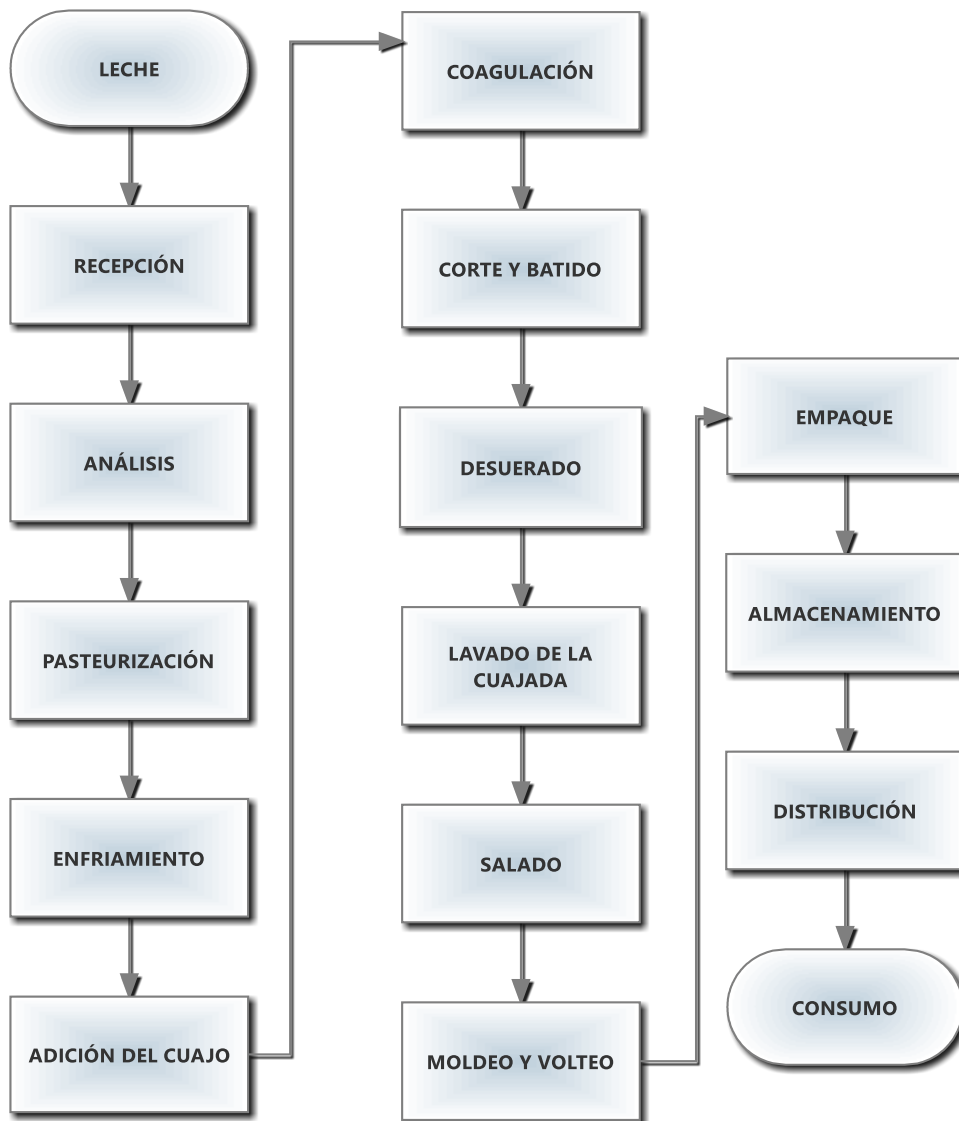 LECHE
RECEPCIÓN
ANÁLISIS
PASTEURIZACIÓN
ENFRIAMIENTO
ADICIÓN DEL CUAJO
COAGULACIÓN
CORTE Y BATIDO
DESUERADO
LAVADO DE LA
CUAJADA
SALADO
MOLDEO Y VOLTEO
EMPAQUE
ALMACENAMIENTO
DISTRIBUCIÓN
CONSUMO